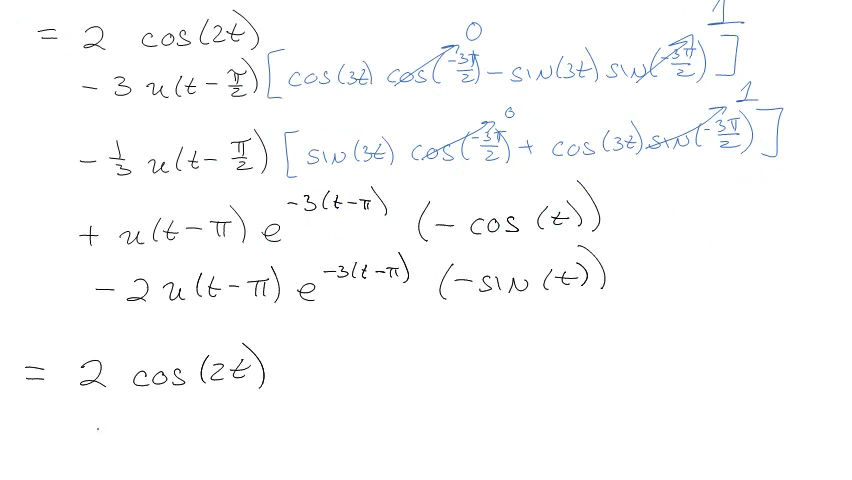 = 2 cos(2t)
- 3 u(t - π/2) [cos(3t) cos(-3π/2) - sin(3t) sin(-3π/2)] 0 1
- 1/3 u(t - π/2) [sin(3t) cos(-3π/2) + cos(3t) sin(-3π/2)] 0 1
+ u(t - π) e^{-3(t-π)} (- cos(t))
- 2 u(t - π) e^{-3(t-π)} (- sin(t))
= 2 cos(2t)